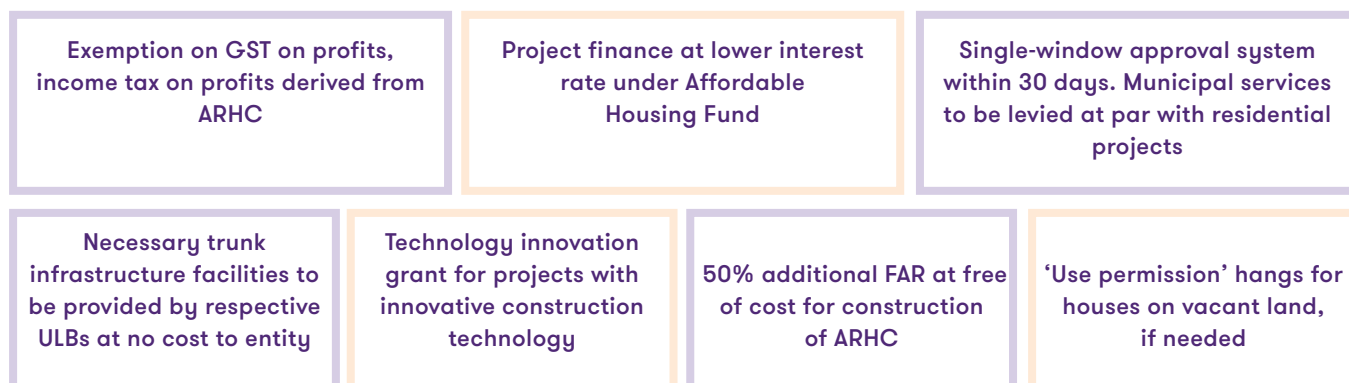 Exemption on GST on profits,
income tax on profits derived from
ARHC
Project finance at lower interest
rate under Affordable
Housing Fund
Single-window approval system
within 30 days. Municipal services
to be levied at par with residential
projects
Necessary trunk
infrastructure facilities to
be provided by respective
ULBs at no cost to entity
Technology innovation
grant for projects with
innovative construction
technology
50% additional FAR at free
of cost for construction
of ARHC
‘Use permission’ hangs for
houses on vacant land,
if needed